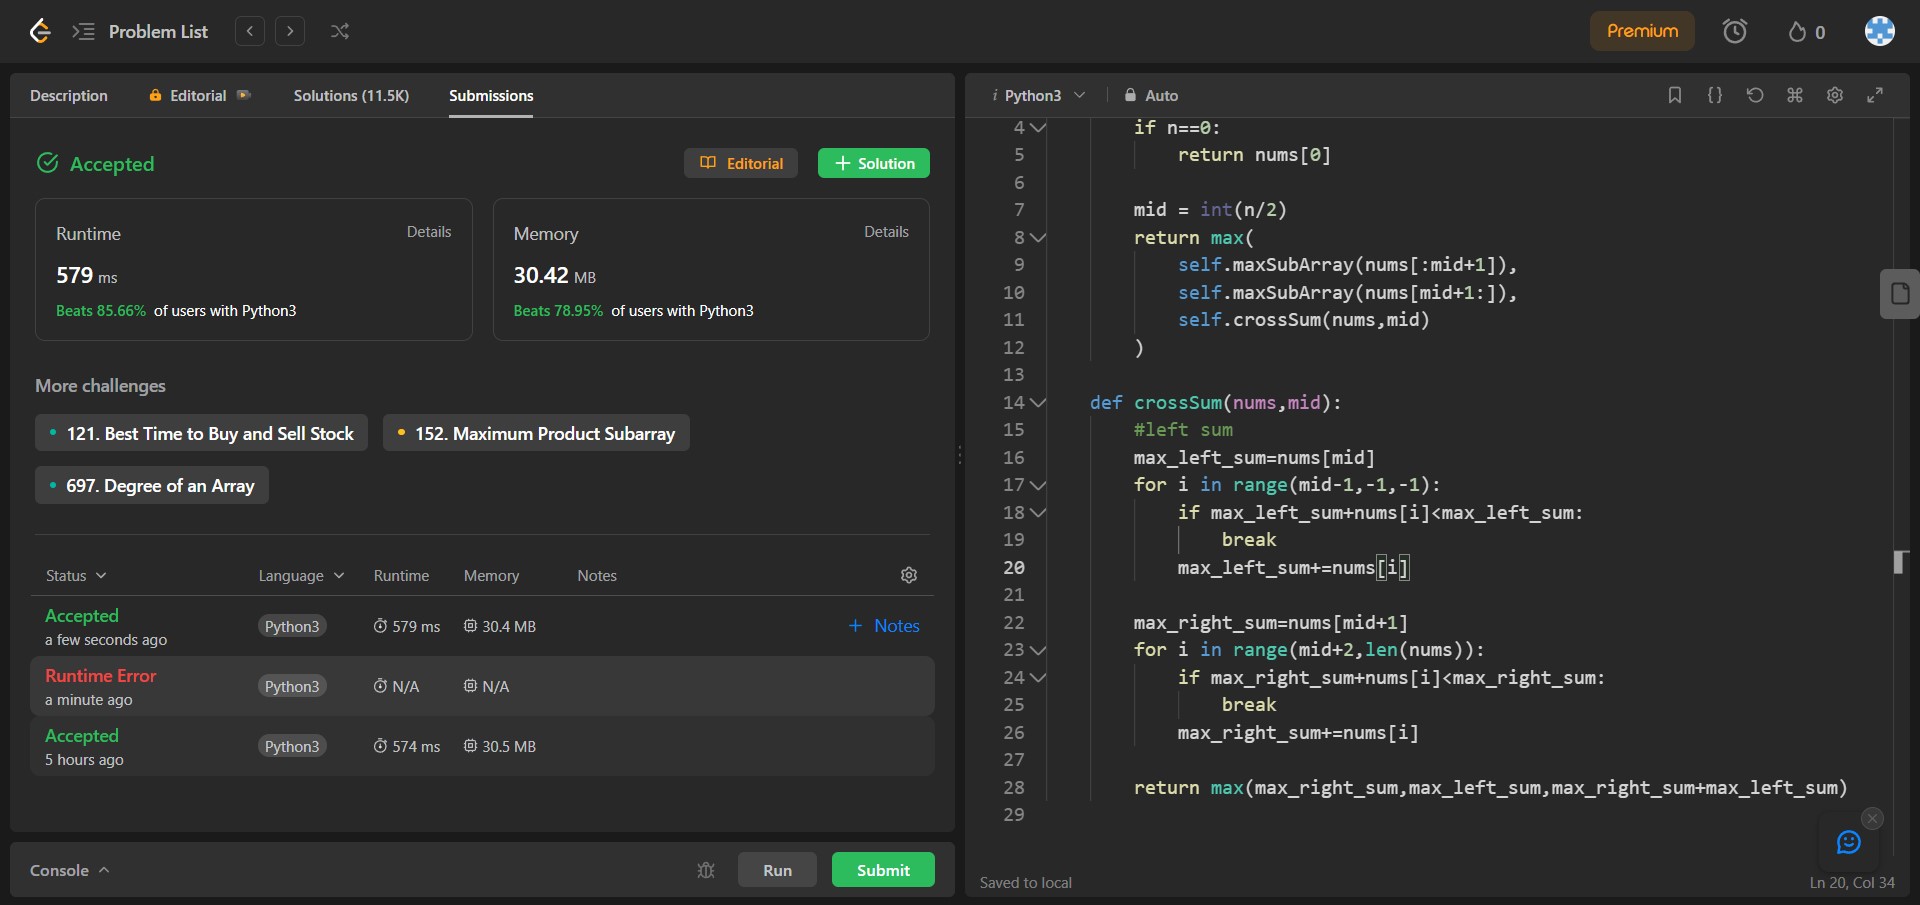 Problem List
Premium
0
Description
Editorial
Solutions (11.5K)
Submissions
Accepted
Editorial
Solution
Runtime
Details
579 ms
Beats 85.66% of users with Python3
Memory
Details
30.42 MB
Beats 78.95% of users with Python3
More challenges
121. Best Time to Buy and Sell Stock
152. Maximum Product Subarray
697. Degree of an Array
Status Language Runtime Memory Notes
Accepted
a few seconds ago
Python3
579 ms
30.4 MB
+ Notes
Runtime Error
a minute ago
Python3
N/A
N/A
Accepted
5 hours ago
Python3
574 ms
30.5 MB
Console
Run
Submit
i Python3
Auto
4 if n==0:
5 return nums[0]
6
7 mid = int(n/2)
8 return max(
9 self.maxSubArray(nums[:mid+1]),
10 self.maxSubArray(nums[mid+1:]),
11 self.crossSum(nums,mid)
12 )
13
14 def crossSum(nums,mid):
15 #left sum
16 max_left_sum=nums[mid]
17 for i in range(mid-1,-1,-1):
18 if max_left_sum+nums[i]<max_left_sum:
19 break
20 max_left_sum+=nums[i]
21
22 max_right_sum=nums[mid+1]
23 for i in range(mid+2,len(nums)):
24 if max_right_sum+nums[i]<max_right_sum:
25 break
26 max_right_sum+=nums[i]
27
28 return max(max_right_sum,max_left_sum,max_right_sum+max_left_sum)
29
Saved to local
Ln 20, Col 34